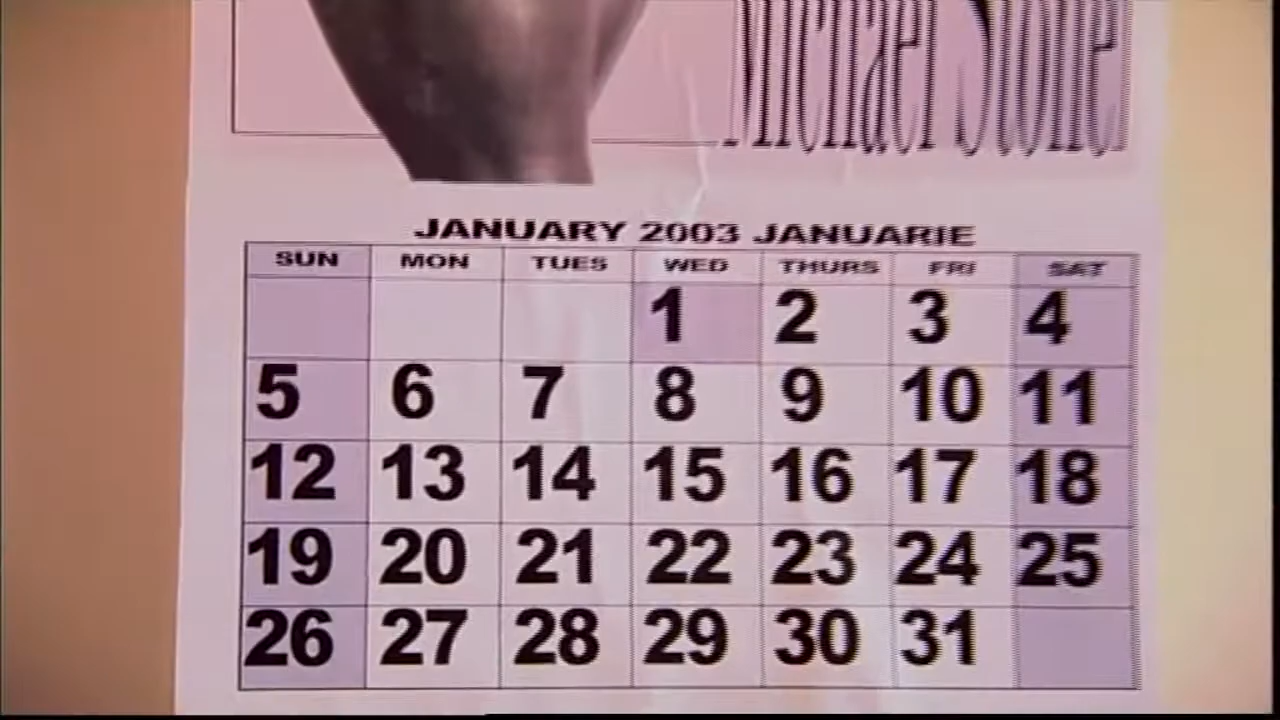 Michael
JANUARY 2003 JANUARIE
SUN MON TUES WED THURS FRI SAT
1 2 3 4
5 6 7 8 9 10 11
12 13 14 15 16 17 18
19 20 21 22 23 24 25
26 27 28 29 30 31